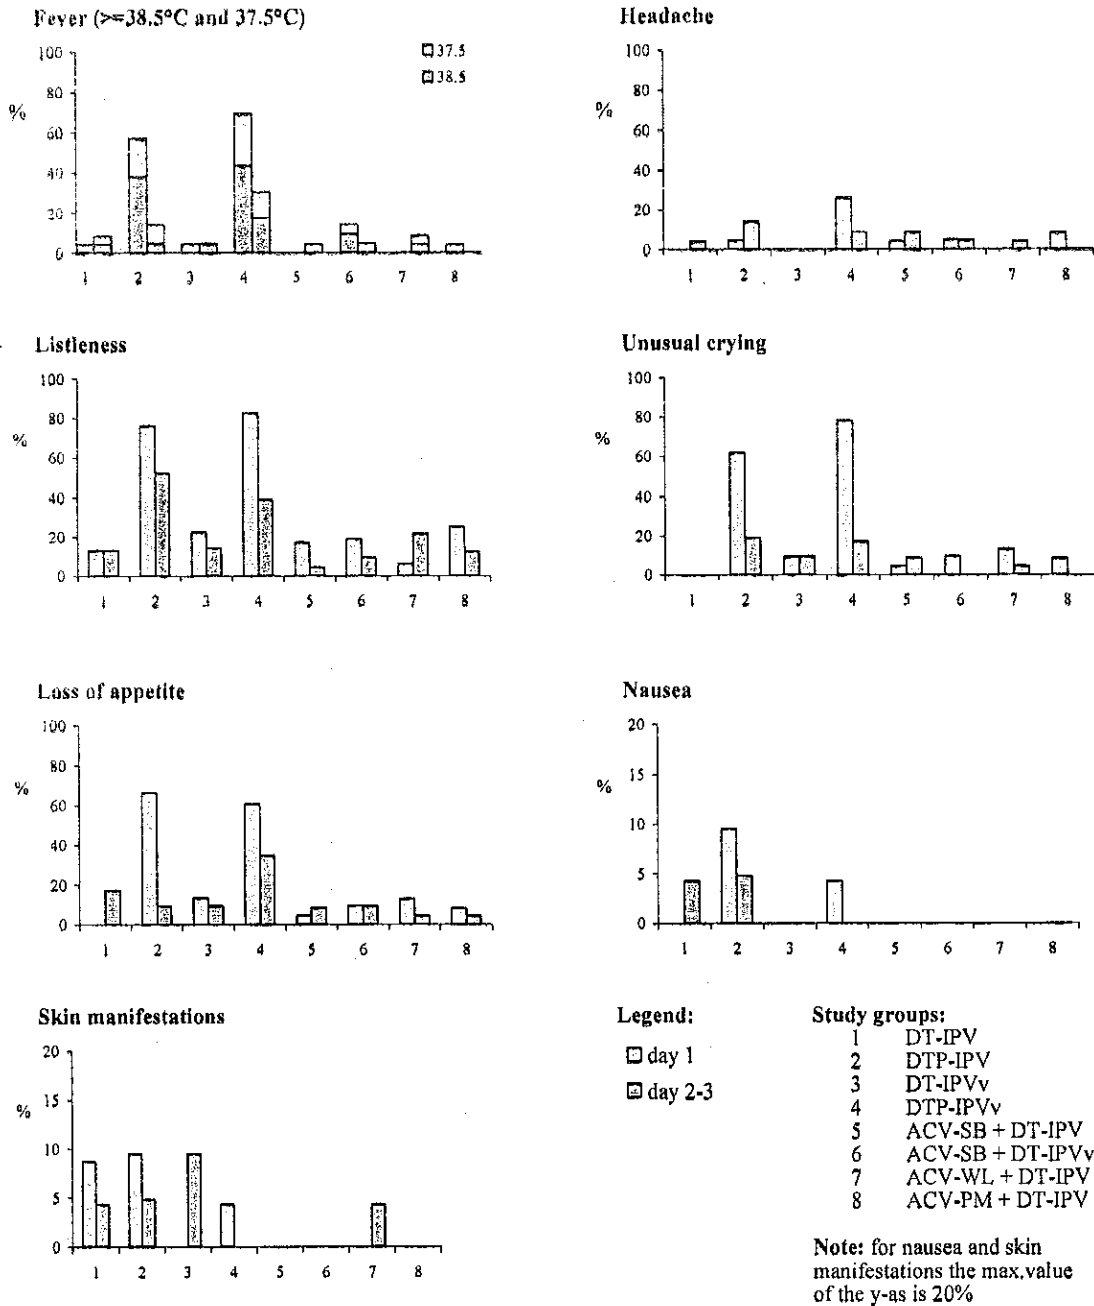 Fever (>=38.5°C and 37.5°C)
37.5
38.5
100
80
60
40
20
0
%
1 2 3 4 5 6 7 8
Headache
100
80
60
40
20
0
%
1 2 3 4 5 6 7 8
Listleness
100
80
60
40
20
0
%
1 2 3 4 5 6 7 8
Unusual crying
100
80
60
40
20
0
%
1 2 3 4 5 6 7 8
Loss of appetite
100
80
60
40
20
0
%
1 2 3 4 5 6 7 8
Nausea
20
15
10
5
0
%
1 2 3 4 5 6 7 8
Skin manifestations
20
15
10
5
0
%
1 2 3 4 5 6 7 8
Legend:
day 1
day 2-3
Study groups:
1 DT-IPV
2 DTP-IPV
3 DT-IPVv
4 DTP-IPVv
5 ACV-SB + DT-IPV
6 ACV-SB + DT-IPVv
7 ACV-WL + DT-IPV
8 ACV-PM + DT-IPV
Note: for nausea and skin
manifestations the max.value
of the y-as is 20%